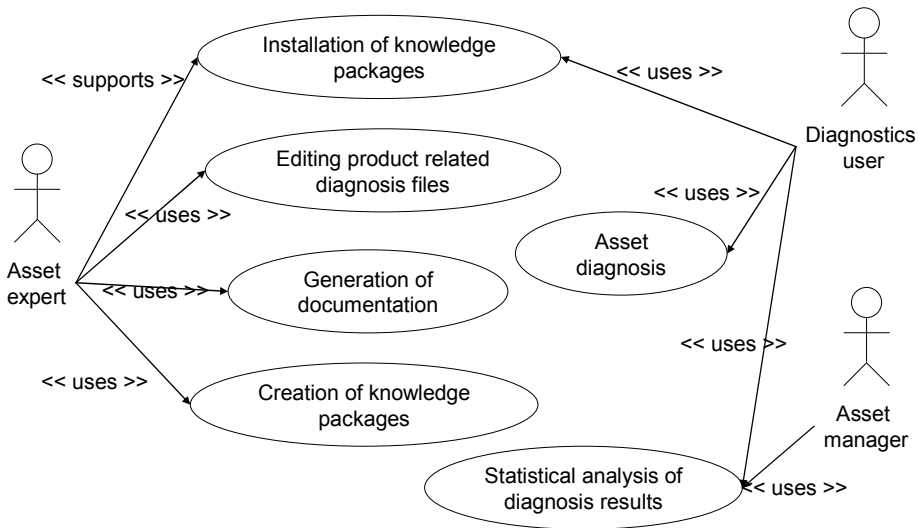 Installation of knowledge
packages
<< supports >>
<< uses >>
Diagnostics
user
Editing product related
diagnosis files
<< uses >>
<< uses >>
Asset
diagnosis
Asset
expert
Generation of
documentation
<< uses >>
<< uses >>
<< uses >>
Creation of knowledge
packages
Asset
manager
Statistical analysis of
diagnosis results
<< uses >>